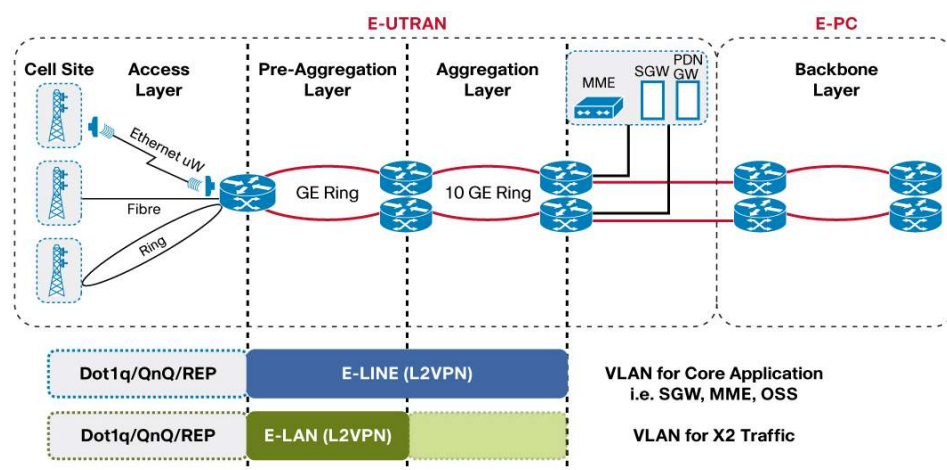 E-UTRAN
E-PC
Cell Site
Access
Layer
Pre-Aggregation
Layer
Aggregation
Layer
MME
SGW
PDN
GW
Backbone
Layer
Ethernet uW
Fibre
Ring
GE Ring
10 GE Ring
Dot1q/QnQ/REP
E-LINE (L2VPN)
VLAN for Core Application
i.e. SGW, MME, OSS
Dot1q/QnQ/REP
E-LAN (L2VPN)
VLAN for X2 Traffic